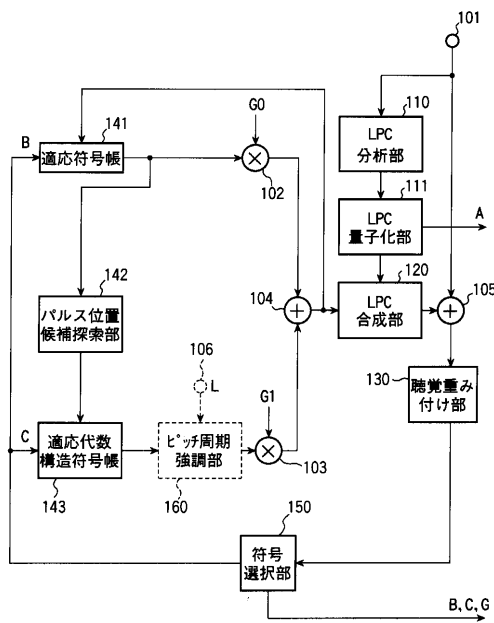 101
141
B
適応符号帳
G0
102
110
LPC
分析部
111
LPC
量子化部
A
142
パルス位置
候補探索部
104
120
LPC
合成部
105
106
L
G1
130
聴覚重み
付け部
C
適応代数
構造符号帳
143
ピッチ周期
強調部
160
103
150
符号
選択部
B, C, G